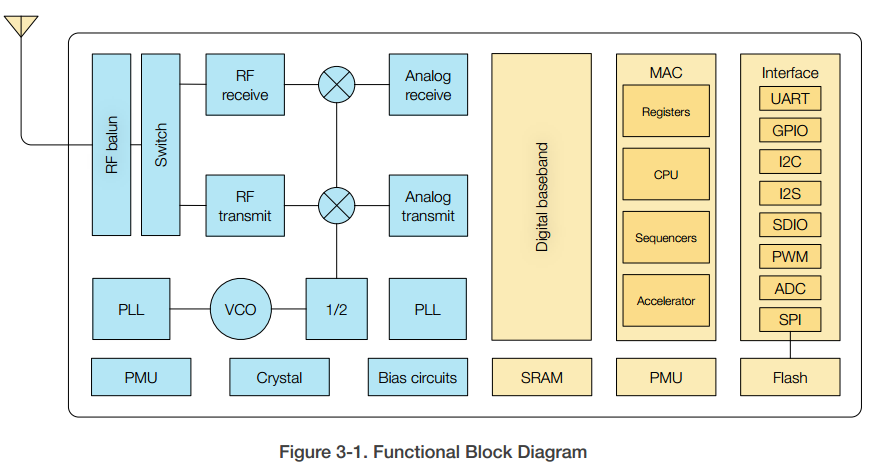 RF balun
Switch
RF
receive
Analog
receive
RF
transmit
Analog
transmit
PLL
VCO
1/2
PLL
PMU
Crystal
Bias circuits
Digital baseband
SRAM
MAC
Registers
CPU
Sequencers
Accelerator
PMU
Interface
UART
GPIO
I2C
I2S
SDIO
PWM
ADC
SPI
Flash
Figure 3-1. Functional Block Diagram